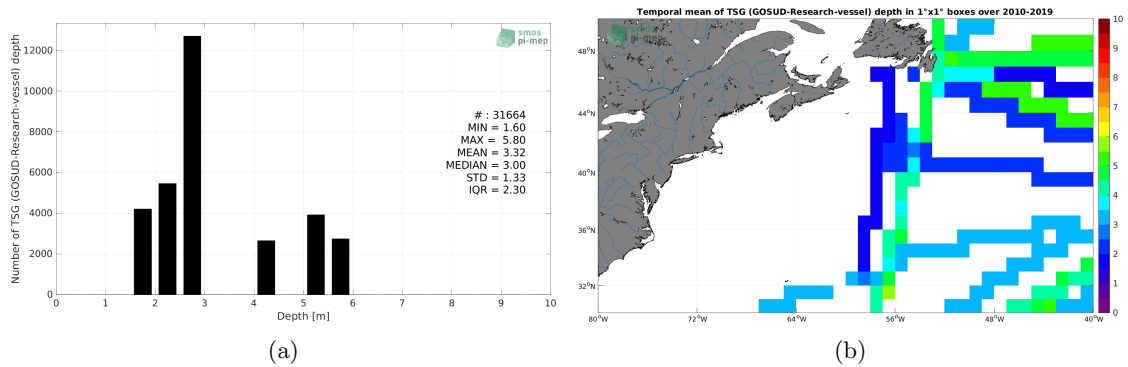 smos
pi-mep
Number of TSG (GOSUD-Research-vessel) depth
12000
10000
8000
6000
4000
2000
0
# : 31664
MIN = 1.60
MAX = 5.80
MEAN = 3.32
MEDIAN = 3.00
STD = 1.33
IQR = 2.30
0 1 2 3 4 5 6 7 8 9 10
Depth [m]
(a)
Temporal mean of TSG (GOSUD-Research-vessel) depth in 1°x1° boxes over 2010-2019
smos
pi-mep
48°N
44°N
40°N
36°N
32°N
80°W 72°W 64°W 56°W 48°W 40°W
10
9
8
7
6
5
4
3
2
1
0
(b)